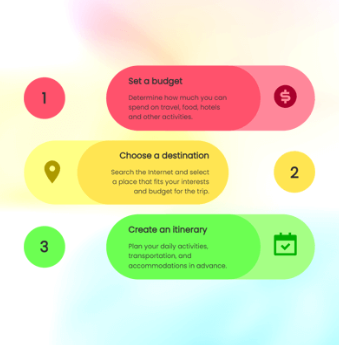 1
Set a budget
Determine how much you can
spend on travel, food, hotels
and other activities.
Choose a destination
Search the Internet and select
a place that fits your interests
and budget for the trip.
2
3
Create an itinerary
Plan your daily activities,
transportation, and
accommodations in advance.